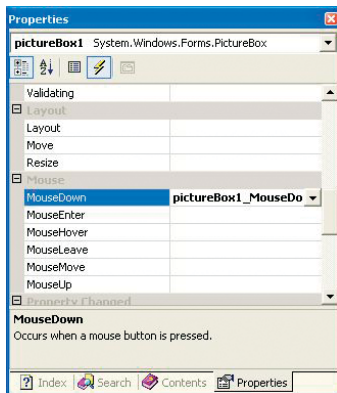 Properties
pictureBox1 System.Windows.Forms.PictureBox
Validating
Layout
Layout
Move
Resize
Mouse
MouseDown pictureBox1_MouseDo
MouseEnter
MouseHover
MouseLeave
MouseMove
MouseUp
Property Changed
MouseDown
Occurs when a mouse button is pressed.
Index Search Contents Properties